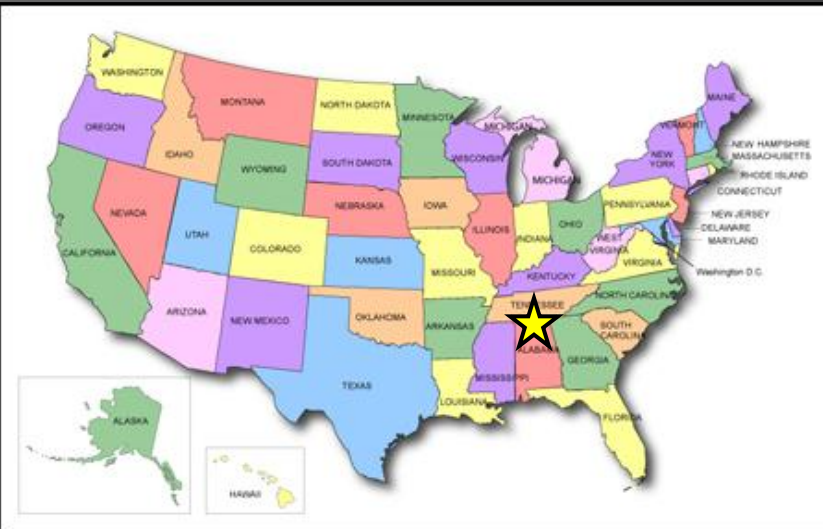 WASHINGTON
MONTANA
NORTH DAKOTA
MINNESOTA
MICHIGAN
MAINE
VERMONT
OREGON
IDAHO
WYOMING
SOUTH DAKOTA
WISCONSIN
MICHIGAN
NEW
YORK
NEW HAMPSHIRE
MASSACHUSETTS
RHODE ISLAND
CONNECTICUT
NEW JERSEY
DELAWARE
MARYLAND
Washington D.C.
NEVADA
UTAH
COLORADO
NEBRASKA
IOWA
ILLINOIS
INDIANA
OHIO
PENNSYLVANIA
WEST
VIRGINIA
VIRGINIA
CALIFORNIA
KANSAS
MISSOURI
KENTUCKY
ARIZONA
NEW MEXICO
OKLAHOMA
ARKANSAS
TENNESSEE
NORTH CAROLINA
SOUTH
CAROLINA
TEXAS
LOUISIANA
MISSISSIPPI
ALABAMA
GEORGIA
FLORIDA
ALASKA
HAWAII